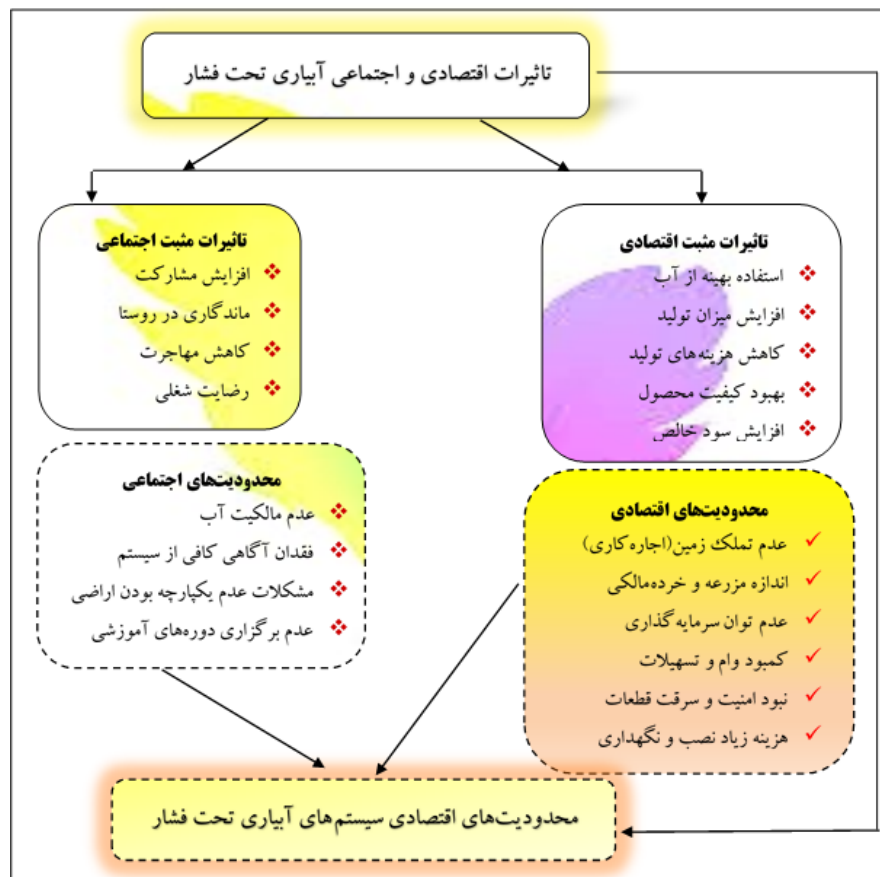 تاثیرات اقتصادی و اجتماعی آبیاری تحت فشار
تاثیرات مثبت اقتصادی
استفاده بهینه از آب
افزایش میزان تولید
کاهش هزینه‌های تولید
بهبود کیفیت محصول
افزایش سود خالص
تاثیرات مثبت اجتماعی
افزایش مشارکت
ماندگاری در روستا
کاهش مهاجرت
رضایت شغلی
محدودیت‌های اقتصادی
عدم تملک زمین(اجاره‌کاری)
اندازه مزرعه و خرده‌مالکی
عدم توان سرمایه‌گذاری
کمبود وام و تسهیلات
نبود امنیت و سرقت قطعات
هزینه زیاد نصب و نگهداری
محدودیت‌های اجتماعی
عدم مالکیت آب
فقدان آگاهی کافی از سیستم
مشکلات عدم یکپارچه بودن اراضی
عدم برگزاری دوره‌های آموزشی
محدودیت‌های اقتصادی سیستم‌های آبیاری تحت فشار